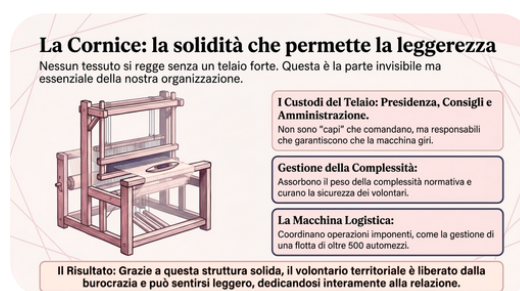 La Cornice: la solidità che permette la leggerezza
Nessun tessuto si regge senza un telaio forte. Questa è la parte invisibile ma
essenziale della nostra organizzazione.
I Custodi del Telaio: Presidenza, Consigli e
Amministrazione.
Non sono "capi" che comandano, ma responsabili
che garantiscono che la macchina giri.
Gestione della Complessità:
Assorbono il peso della complessità normativa e
curano la sicurezza dei volontari.
La Macchina Logistica:
Coordinano operazioni imponenti, come la gestione di
una flotta di oltre 500 automezzi.
Il Risultato: Grazie a questa struttura solida, il volontario territoriale è liberato dalla
burocrazia e può sentirsi leggero, dedicandosi interamente alla relazione.